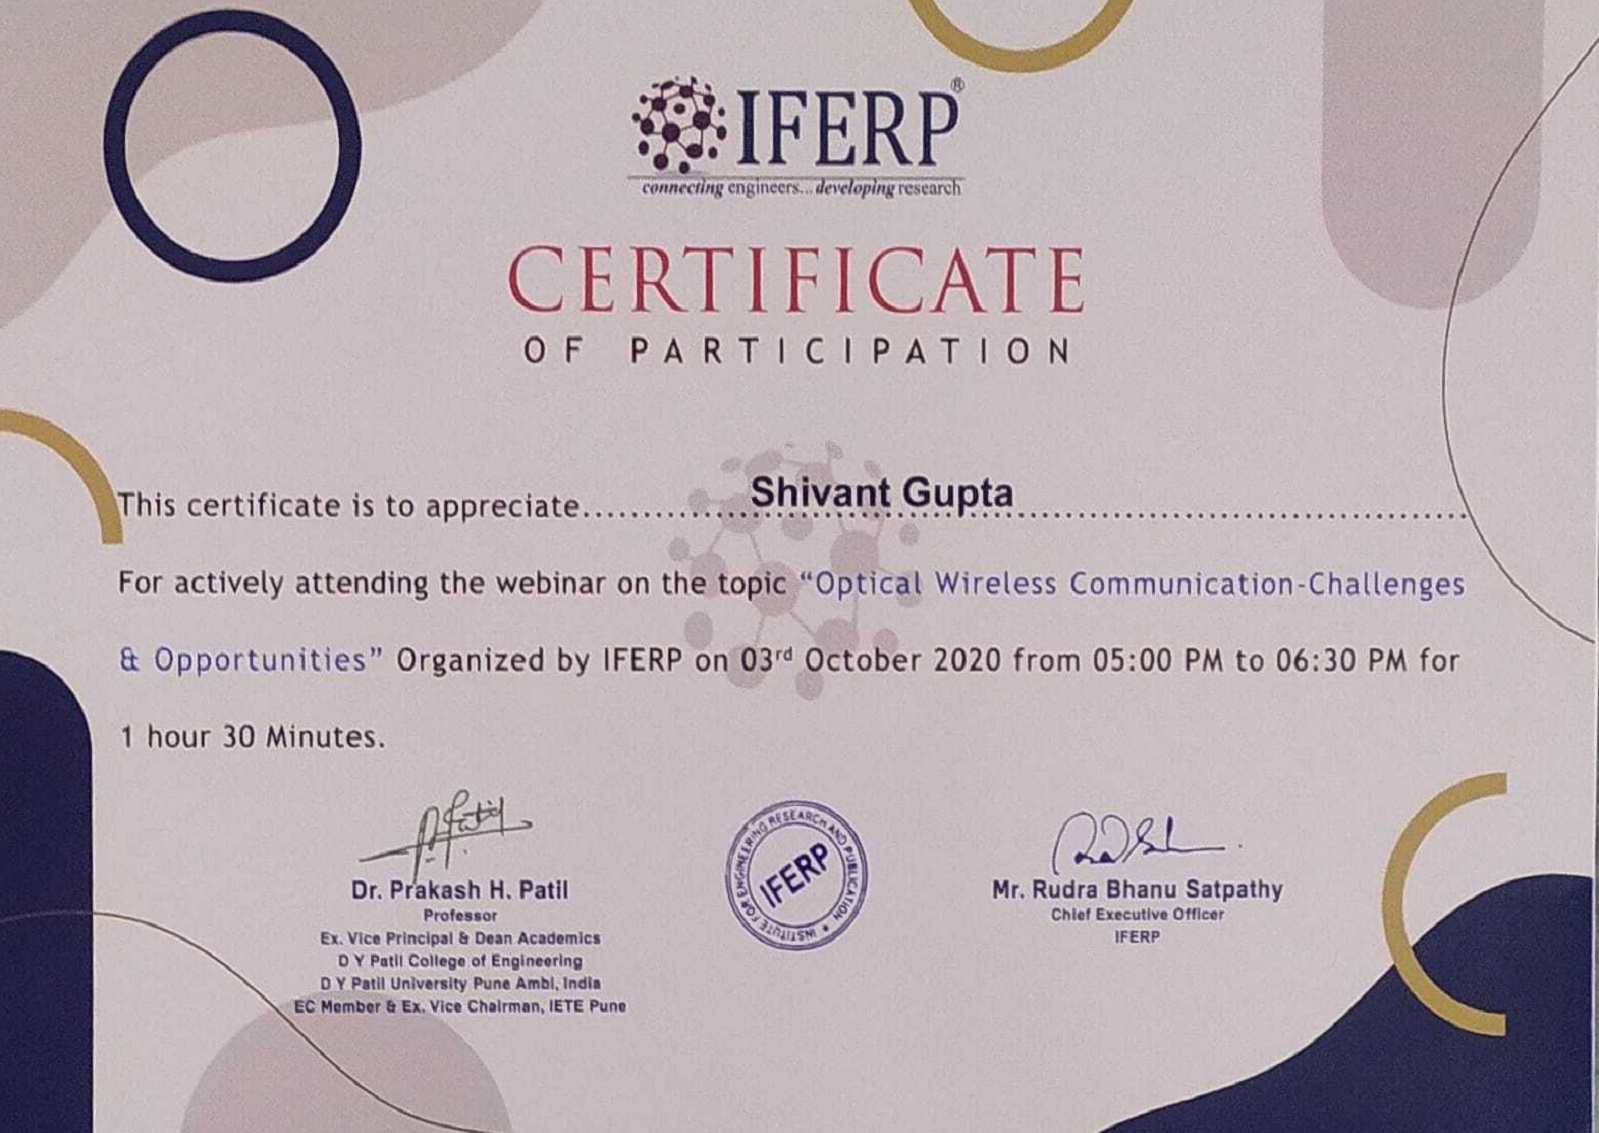 IFERP®
connecting engineers...developing research
CERTIFICATE
OF PARTICIPATION
This certificate is to appreciate..............Shivant Gupta..............................................
For actively attending the webinar on the topic “Optical Wireless Communication-Challenges
& Opportunities” Organized by IFERP on 03rd October 2020 from 05:00 PM to 06:30 PM for
1 hour 30 Minutes.
P. H. Patil
Dr. Prakash H. Patil
Professor
Ex. Vice Principal & Dean Academics
D Y Patil College of Engineering
D Y Patil University Pune Ambi, India
EC Member & Ex. Vice Chairman, IETE Pune
INSTITUTE FOR ENGINEERING RESEARCH AND PUBLICATION
IFERP
Mr. Rudra Bhanu Satpathy
Chief Executive Officer
IFERP